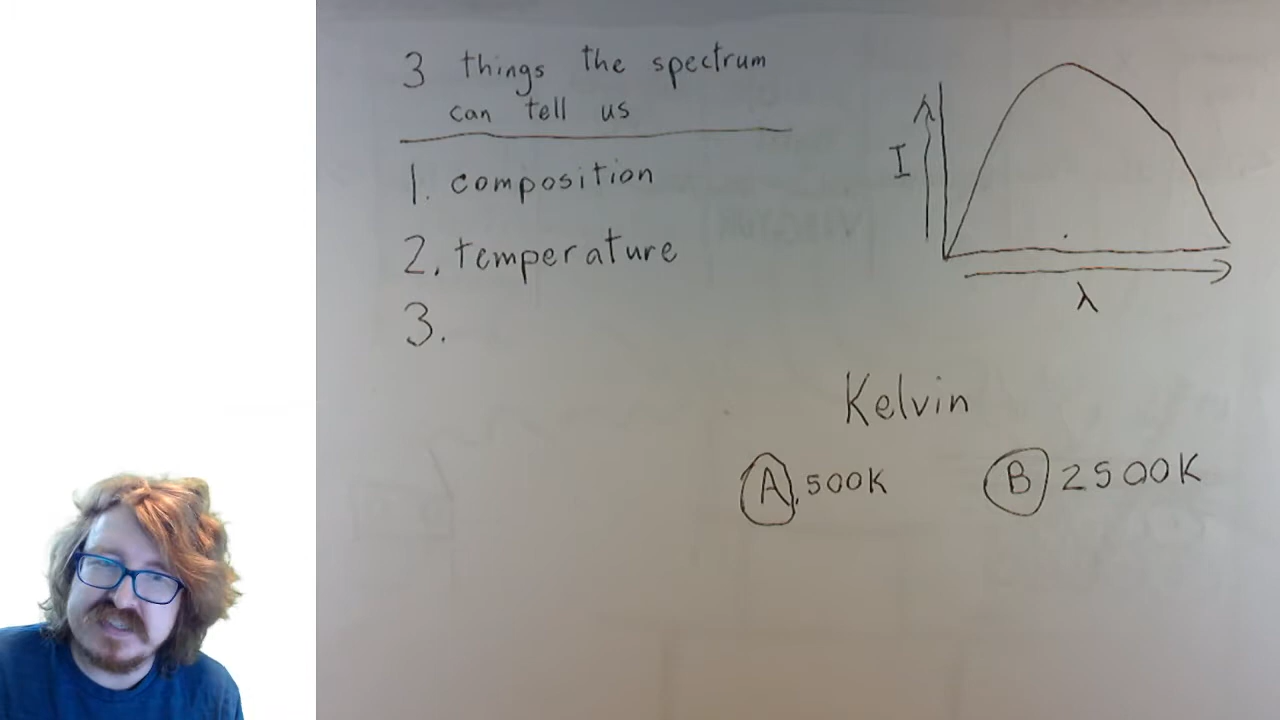 3 things the spectrum
can tell us
1. composition
2. temperature
3.
I
λ
Kelvin
A. 500K
B 2500K